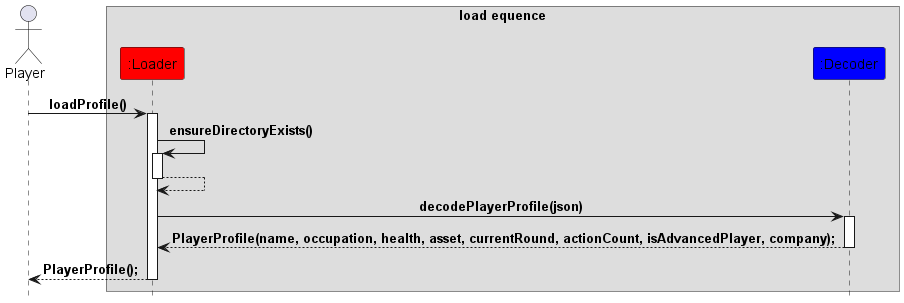 load equence
Player
:Loader
:Decoder
loadProfile()
ensureDirectoryExists()
decodePlayerProfile(json)
PlayerProfile(name, occupation, health, asset, currentRound, actionCount, isAdvancedPlayer, company);
PlayerProfile();